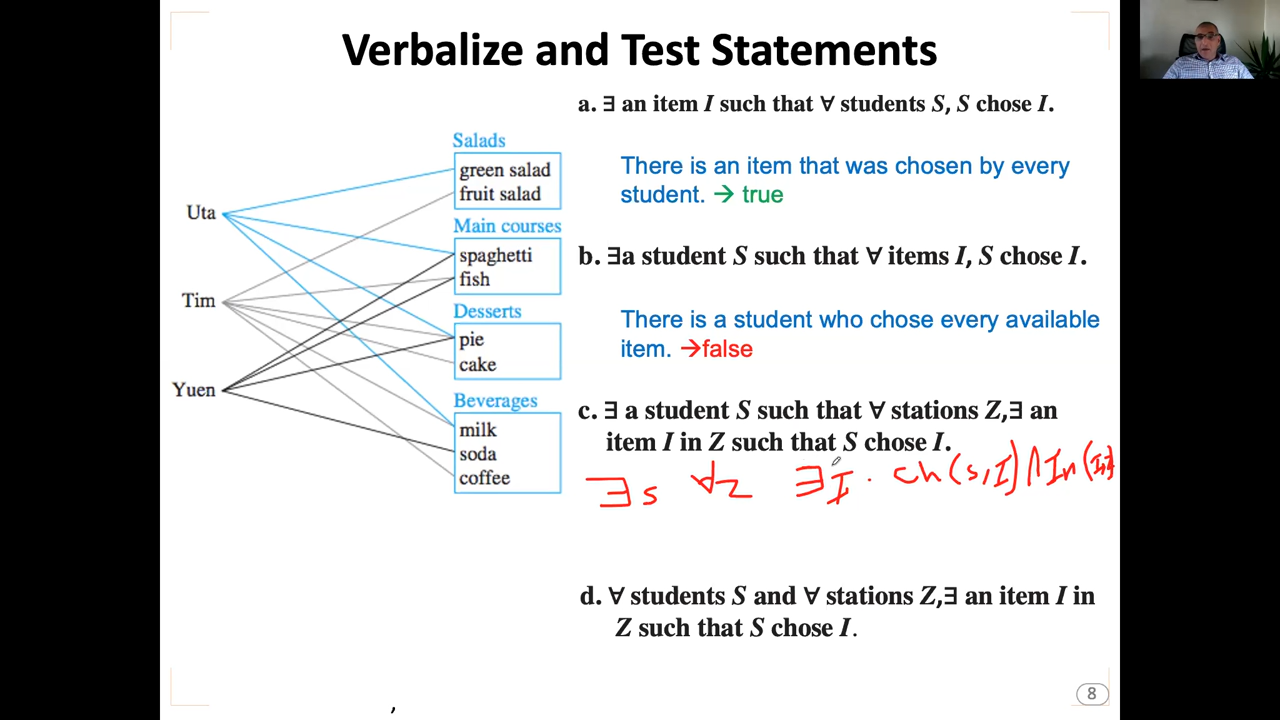 Verbalize and Test Statements
a. ∃ an item I such that ∀ students S, S chose I.
There is an item that was chosen by every
student. → true
b. ∃a student S such that ∀ items I, S chose I.
There is a student who chose every available
item. →false
c. ∃ a student S such that ∀ stations Z,∃ an
item I in Z such that S chose I.
∃s ∀z ∃I . ch(s,I) ∧ In(I,z)
d. ∀ students S and ∀ stations Z,∃ an item I in
Z such that S chose I.
Uta
Tim
Yuen
Salads
green salad
fruit salad
Main courses
spaghetti
fish
Desserts
pie
cake
Beverages
milk
soda
coffee
8
,